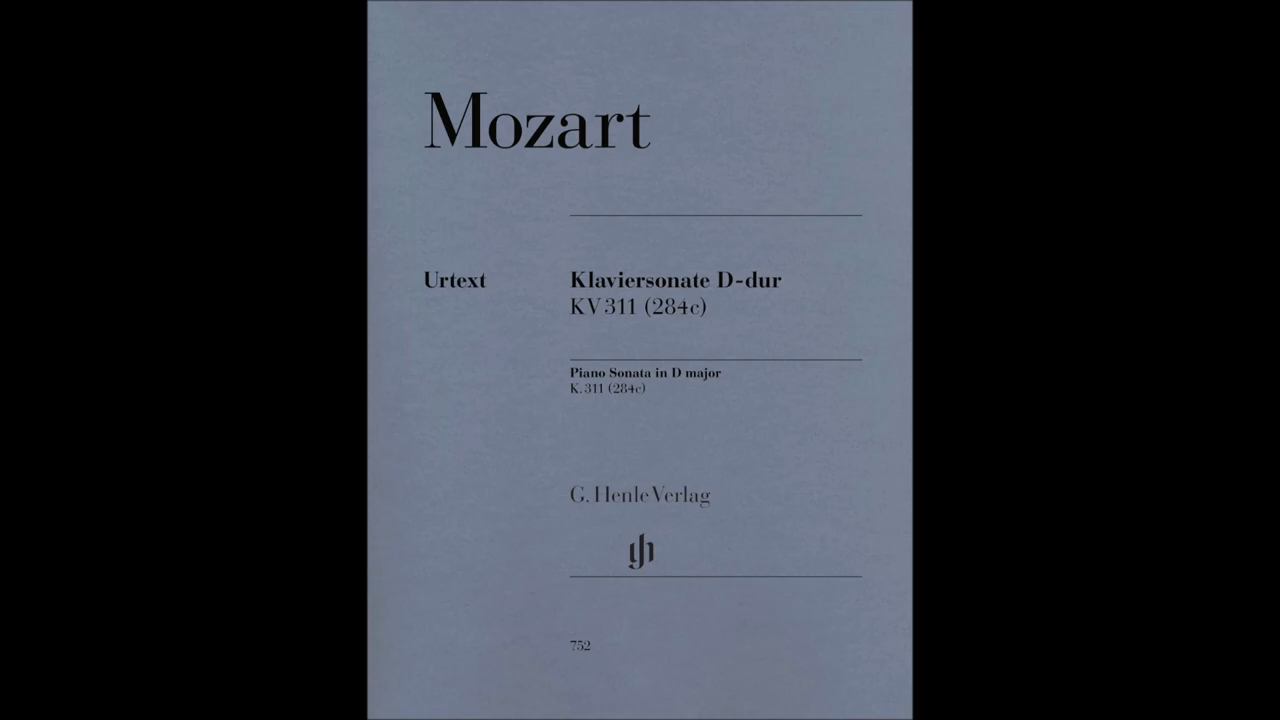 Mozart
Urtext
Klaviersonate D-dur
KV 311 (284c)
Piano Sonata in D major
K. 311 (284c)
G. Henle Verlag
752